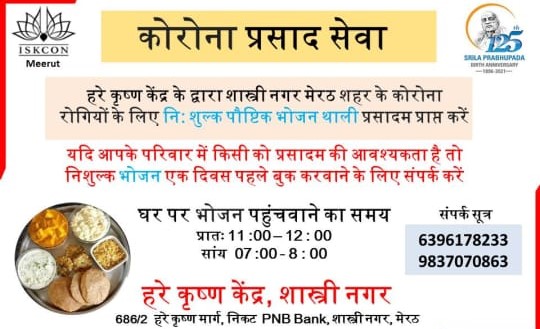 ISKCON
Meerut
कोरोना प्रसाद सेवा
125th
SRILA PRABHUPADA
BIRTH ANNIVERSARY
1896-2021
हरे कृष्ण केंद्र के द्वारा शास्त्री नगर मेरठ शहर के कोरोना
रोगियों के लिए नि: शुल्क पौष्टिक भोजन थाली प्रसादम प्राप्त करें
यदि आपके परिवार में किसी को प्रसादम की आवश्यकता है तो
निशुल्क भोजन एक दिवस पहले बुक करवाने के लिए संपर्क करें
घर पर भोजन पहुंचवाने का समय
प्रातः 11 :00 – 12 : 00
सांय 07 :00 - 8 : 00
संपर्क सूत्र
6396178233
9837070863
हरे कृष्ण केंद्र, शास्त्री नगर
686/2 हरे कृष्ण मार्ग, निकट PNB Bank, शास्त्री नगर, मेरठ